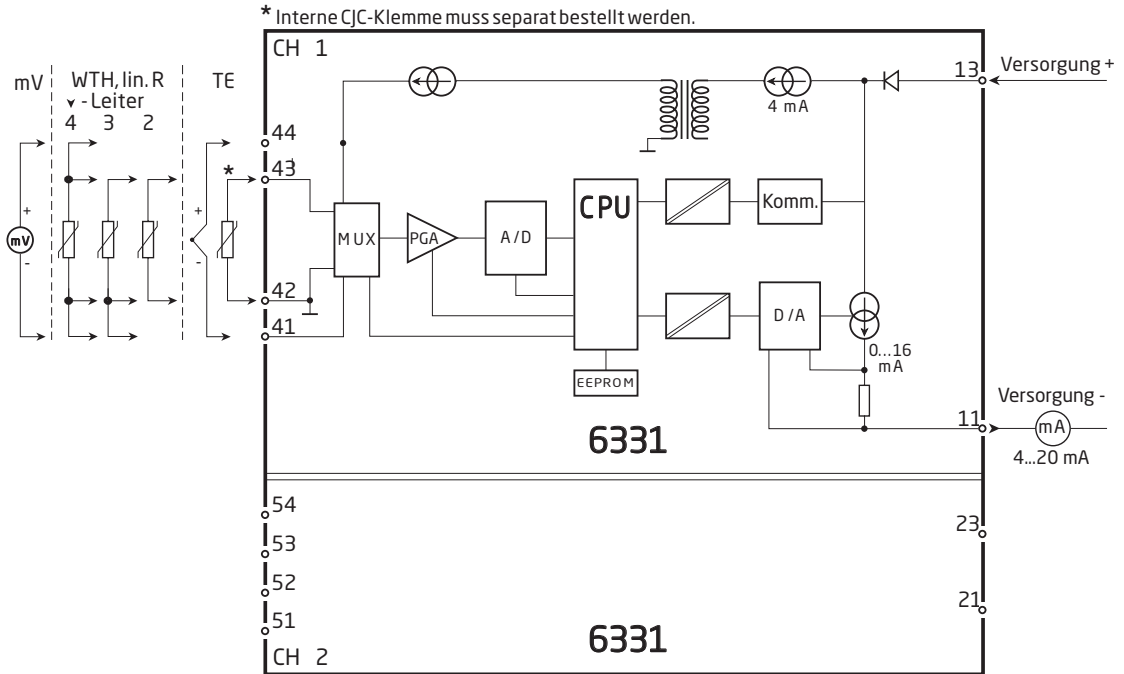 * Interne CJC-Klemme muss separat bestellt werden.
CH 1
mV
WTH, lin. R
- Leiter
4 3 2
TE
13
Versorgung +
4 mA
44
*
43
CPU
Komm.
+
mV
-
+
-
MUX
PGA
A/D
42
41
D/A
0...16
mA
EEPROM
Versorgung -
11
mA
4...20 mA
6331
54
53
52
51
23
21
6331
CH 2